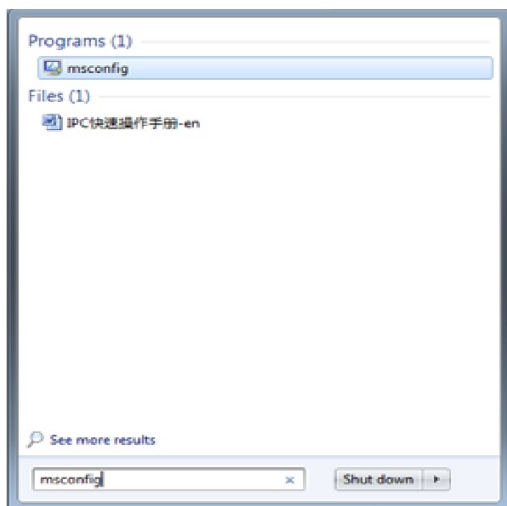 Programs (1)
msconfig
Files (1)
IPC快速操作手册-en
See more results
msconfig
Shut down